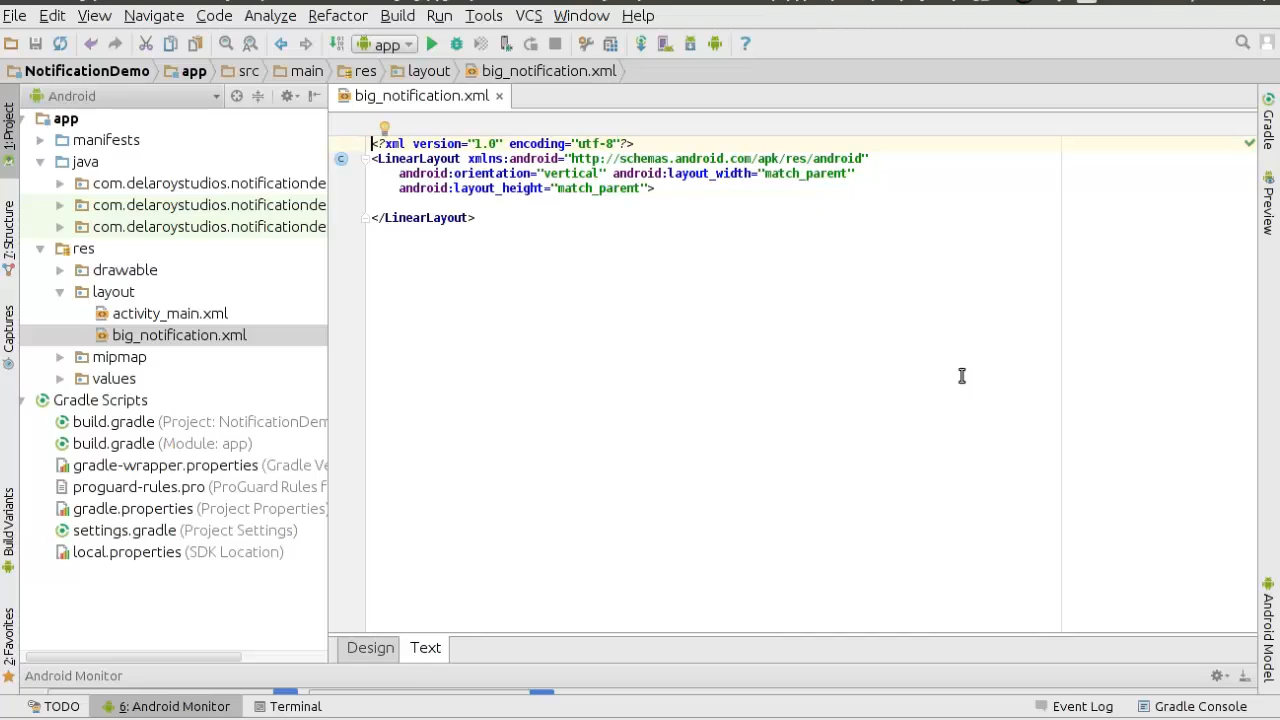 File Edit View Navigate Code Analyze Refactor Build Run Tools VCS Window Help
app
NotificationDemo app src main res layout big_notification.xml
Android
big_notification.xml
1: Project
7: Structure
Captures
Build Variants
2: Favorites
app
manifests
java
com.delaroystudios.notificationde
com.delaroystudios.notificationde
com.delaroystudios.notificationde
res
drawable
layout
activity_main.xml
big_notification.xml
mipmap
values
Gradle Scripts
build.gradle (Project: NotificationDem
build.gradle (Module: app)
gradle-wrapper.properties (Gradle Ve
proguard-rules.pro (ProGuard Rules f
gradle.properties (Project Properties)
settings.gradle (Project Settings)
local.properties (SDK Location)
<?xml version="1.0" encoding="utf-8"?>
<LinearLayout xmlns:android="http://schemas.android.com/apk/res/android"
android:orientation="vertical" android:layout_width="match_parent"
android:layout_height="match_parent">
</LinearLayout>
Gradle
Preview
Android Model
Design Text
Android Monitor
TODO 6: Android Monitor Terminal Event Log Gradle Console